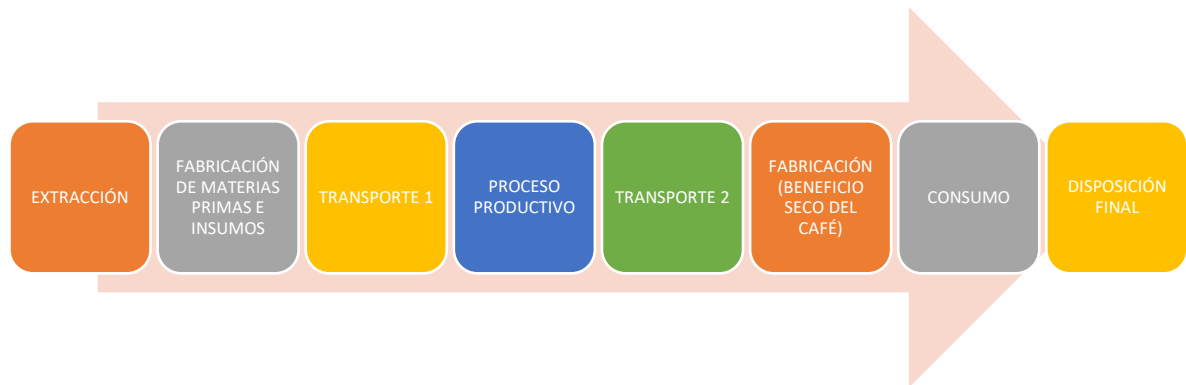 EXTRACCIÓN
FABRICACIÓN
DE MATERIAS
PRIMAS E
INSUMOS
TRANSPORTE 1
PROCESO
PRODUCTIVO
TRANSPORTE 2
FABRICACIÓN
(BENEFICIO
SECO DEL
CAFÉ)
CONSUMO
DISPOSICIÓN
FINAL